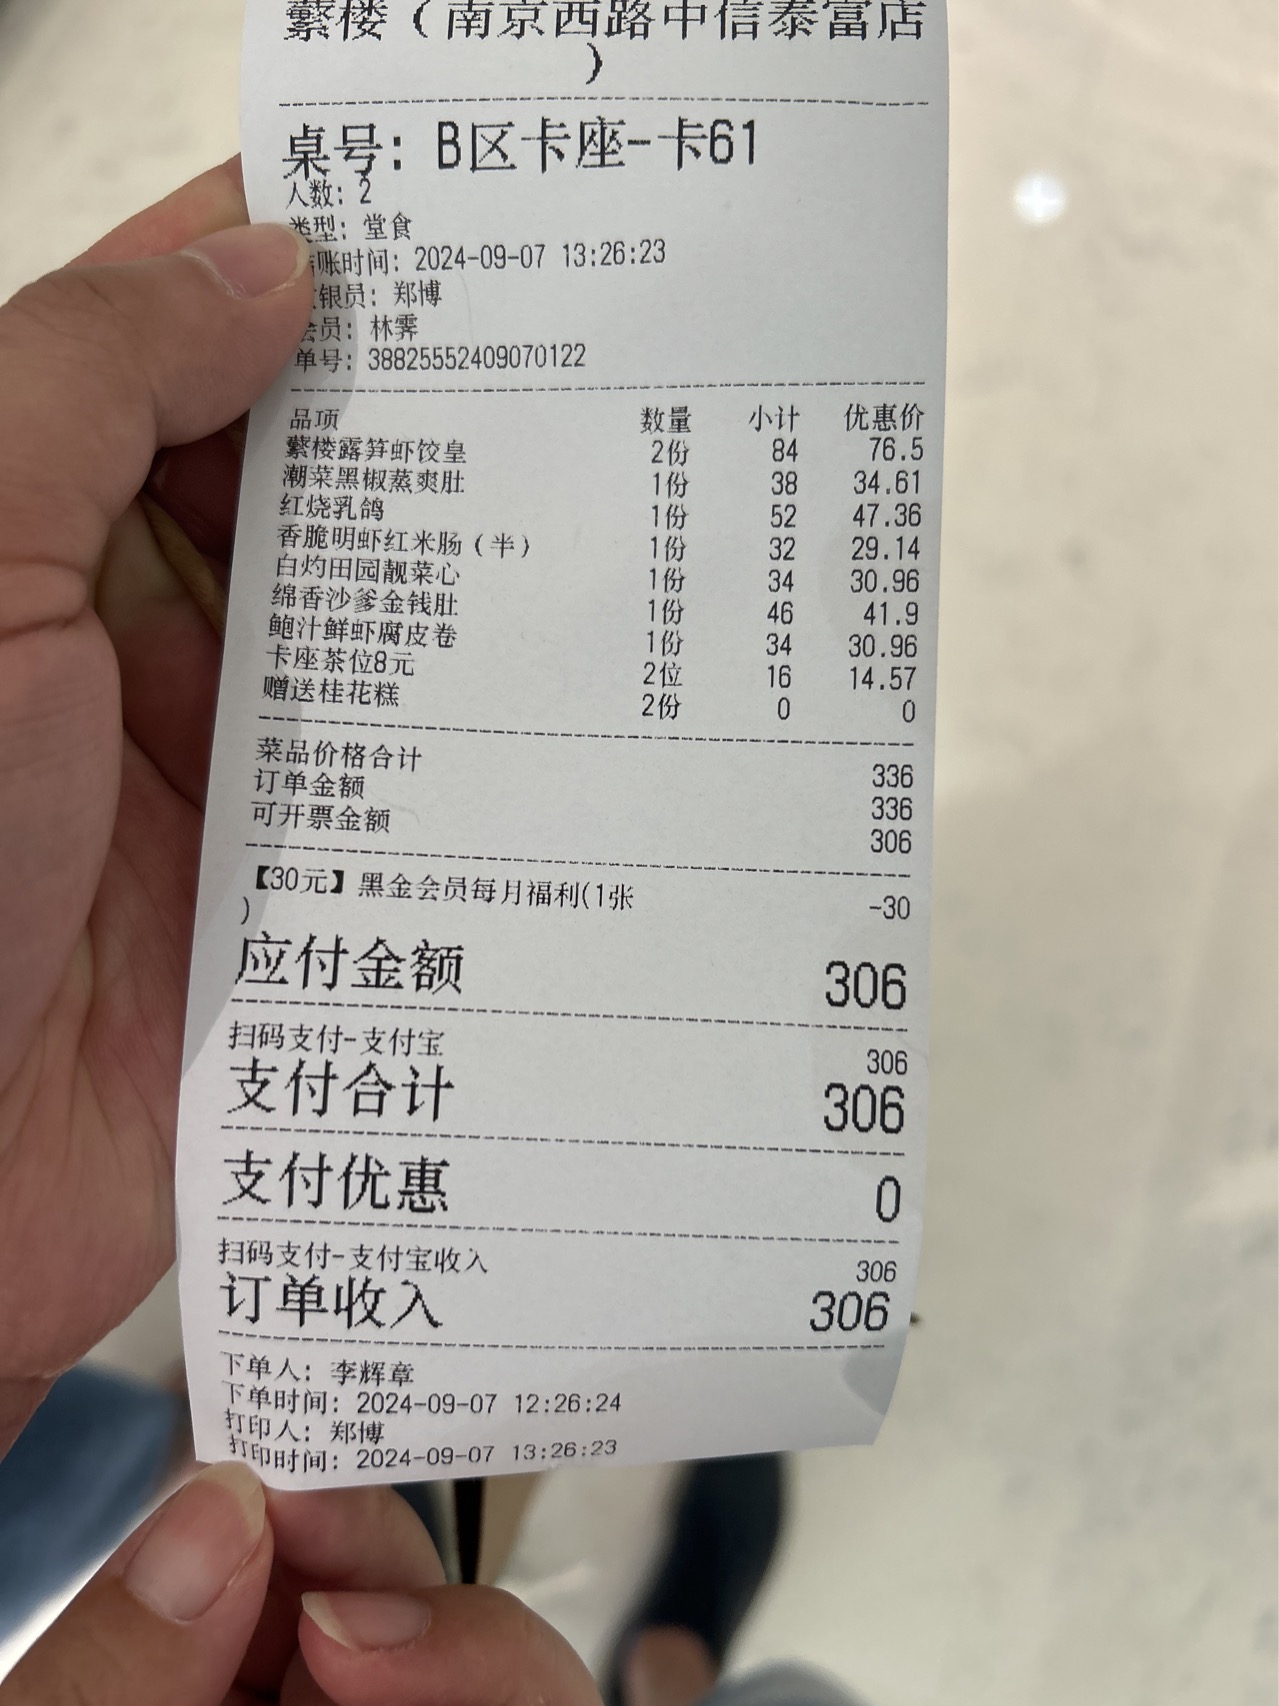 蘩楼（南京西路中信泰富店
）
桌号: B区卡座-卡61
人数: 2
类型: 堂食
账时间: 2024-09-07 13:26:23
银员: 郑博
会员: 林霁
单号: 38825552409070122
品项 数量 小计 优惠价
蘩楼露笋虾饺皇 2份 84 76.5
潮菜黑椒蒸爽肚 1份 38 34.61
红烧乳鸽 1份 52 47.36
香脆明虾红米肠（半） 1份 32 29.14
白灼田园靓菜心 1份 34 30.96
绵香沙爹金钱肚 1份 46 41.9
鲍汁鲜虾腐皮卷 1份 34 30.96
卡座茶位8元 2位 16 14.57
赠送桂花糕 2份 0 0
菜品价格合计 336
订单金额 336
可开票金额 306
【30元】黑金会员每月福利(1张 -30
)
应付金额 306
扫码支付-支付宝 306
支付合计 306
支付优惠 0
扫码支付-支付宝收入 306
订单收入 306
下单人: 李辉章
下单时间: 2024-09-07 12:26:24
打印人: 郑博
打印时间: 2024-09-07 13:26:23